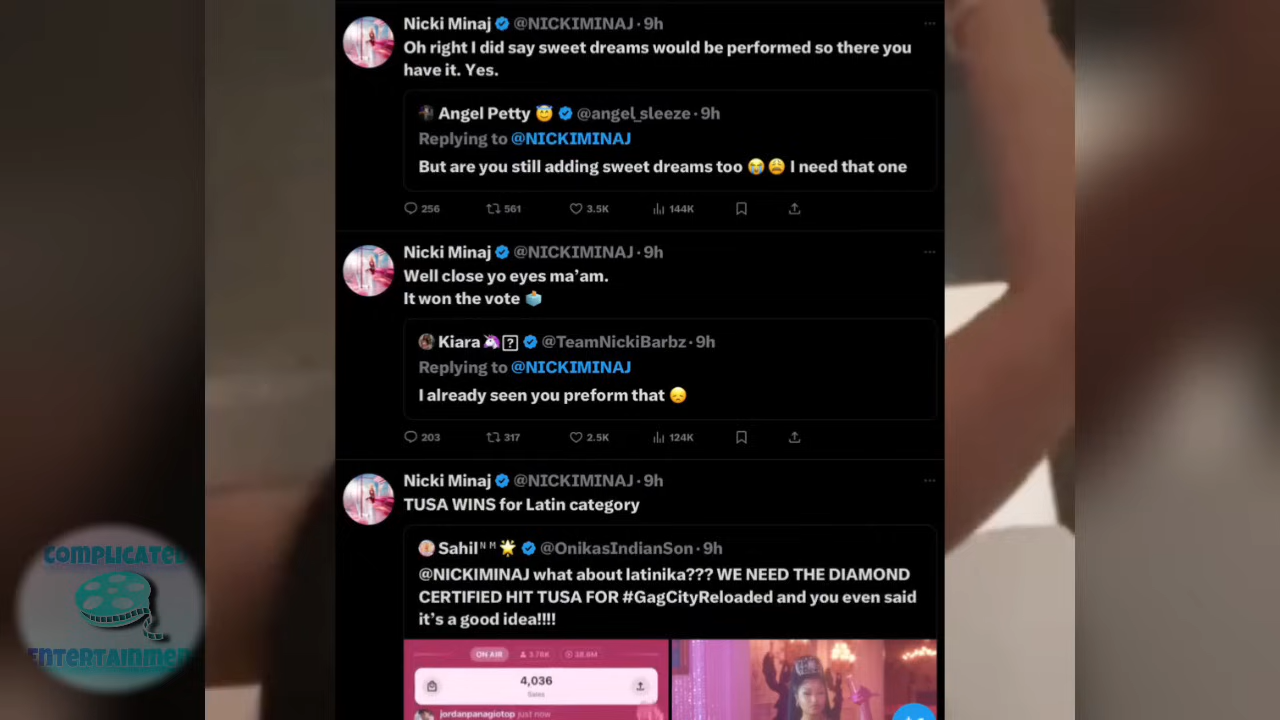 Nicki Minaj @NICKIMINAJ · 9h
Oh right I did say sweet dreams would be performed so there you
have it. Yes.
Angel Petty 😇 @angel_sleeze · 9h
Replying to @NICKIMINAJ
But are you still adding sweet dreams too 😭😩 I need that one
256 561 3.5K 144K
Nicki Minaj @NICKIMINAJ · 9h
Well close yo eyes ma’am.
It won the vote 🗳️
Kiara🦄 @TeamNickiBarbz · 9h
Replying to @NICKIMINAJ
I already seen you preform that 😞
203 317 2.5K 124K
Nicki Minaj @NICKIMINAJ · 9h
TUSA WINS for Latin category
Sahilᴺᴹ🌟 @OnikasIndianSon · 9h
@NICKIMINAJ what about latinika??? WE NEED THE DIAMOND
CERTIFIED HIT TUSA FOR #GagCityReloaded and you even said
it’s a good idea!!!!
ON AIR 3.76K 38.9M
4,036
Sales
jordanpanagiotop just now
COMPLICATED
ENTERTAINMENT